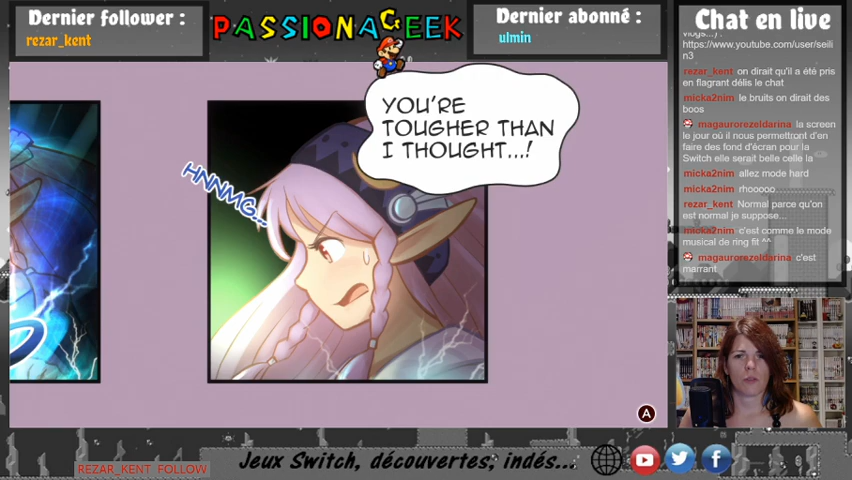 Dernier follower :
rezar_kent
PASSIONAGEEK
Dernier abonné :
ulmin
Chat en live
vlogs...) :
https://www.youtube.com/user/seili
n3
rezar_kent on dirait qu'il a été pris
en flagrant délis le chat
micka2nim le bruits on dirait des
boos
magaurorezeldarina la screen
le jour où il nous permettront d'en
faire des fond d'écran pour la
Switch elle serait belle celle la
micka2nim allez mode hard
micka2nim rhooooo
rezar_kent Normal parce qu'on
est normal je suppose...
micka2nim c'est comme le mode
musical de ring fit ^^
magaurorezeldarina c'est
marrant
YOU'RE
TOUGHER THAN
I THOUGHT...!
HNNMG...
A
REZAR_KENT FOLLOW
Jeux Switch, découvertes, indés...